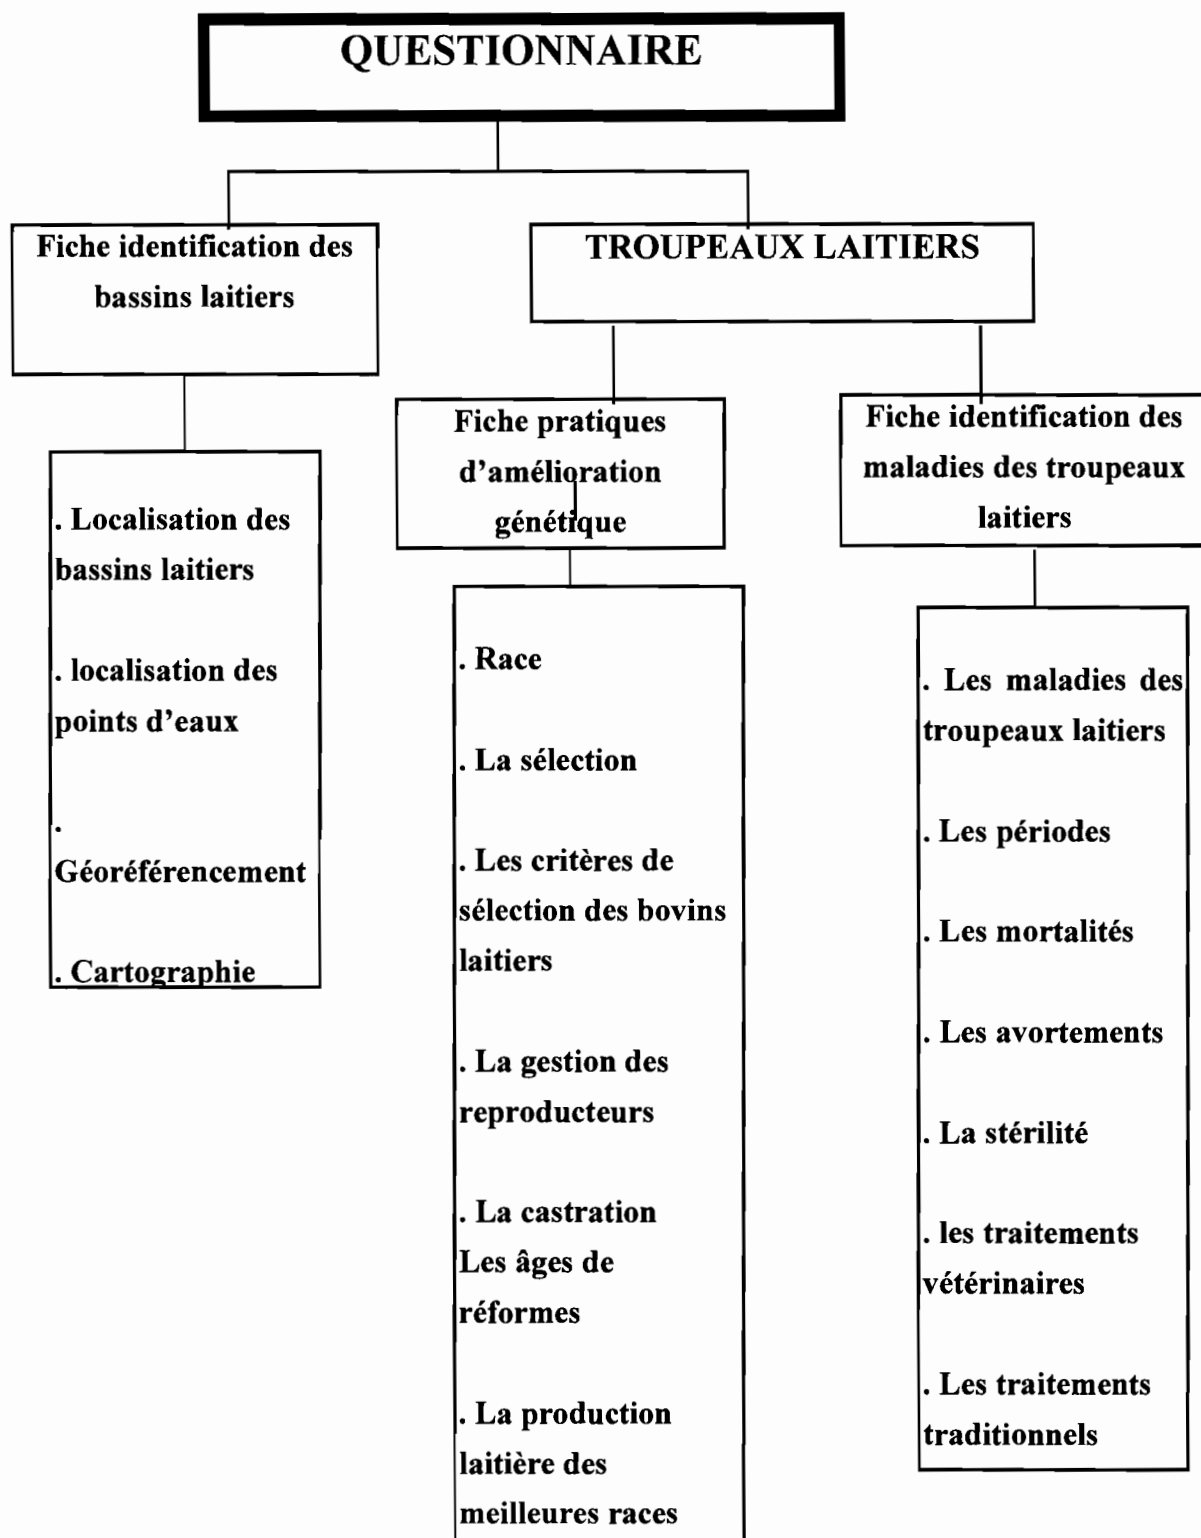 QUESTIONNAIRE
Fiche identification des
bassins laitiers
TROUPEAUX LAITIERS
Fiche pratiques
d'amélioration
génétique
Fiche identification des
maladies des troupeaux
laitiers
. Localisation des
bassins laitiers
. localisation des
points d'eaux
.
Géoréférencement
. Cartographie
. Race
. La sélection
. Les critères de
sélection des bovins
laitiers
. La gestion des
reproducteurs
. La castration
Les âges de
réformes
. La production
laitière des
meilleures races
. Les maladies des
troupeaux laitiers
. Les périodes
. Les mortalités
. Les avortements
. La stérilité
. les traitements
vétérinaires
. Les traitements
traditionnels